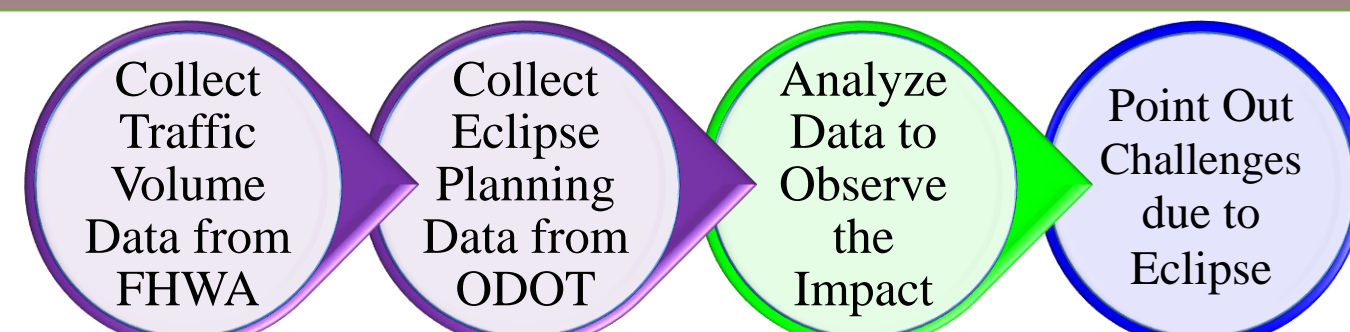 Collect
Traffic
Volume
Data from
FHWA
Collect
Eclipse
Planning
Data from
ODOT
Analyze
Data to
Observe
the
Impact
Point Out
Challenges
due to
Eclipse